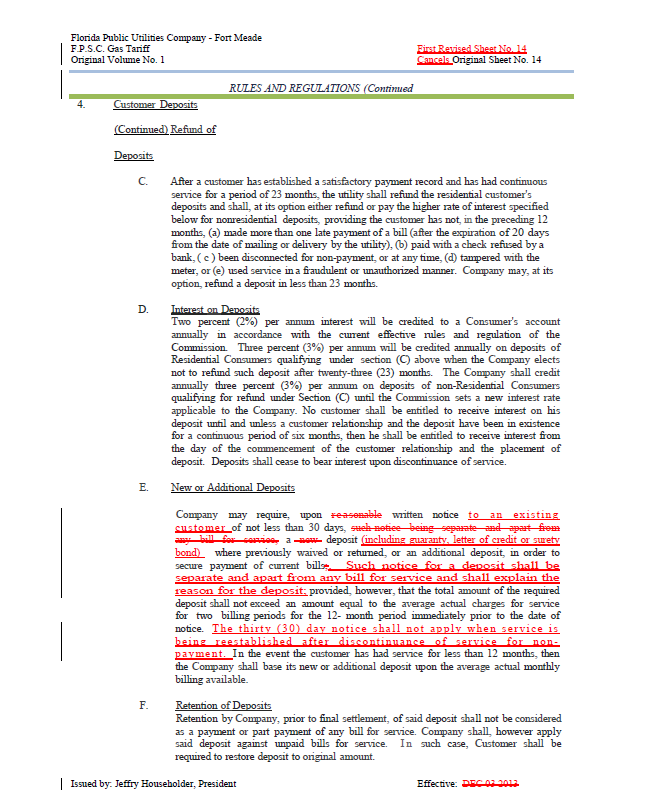 Florida Public Utilities Company - Fort Meade
F.P.S.C. Gas Tariff
First Revised Sheet No. 14
Original Volume No. 1
Cancels Original Sheet No. 14
RULES AND REGULATIONS (Continued
4. Customer Deposits
(Continued) Refund of
Deposits
C. After a customer has established a satisfactory payment record and has had continuous
service for a period of 23 months, the utility shall refund the residential customer's
deposits and shall, at its option either refund or pay the higher rate of interest specified
below for nonresidential deposits, providing the customer has not, in the preceding 12
months, (a) made more than one late payment of a bill (after the expiration of 20 days
from the date of mailing or delivery by the utility), (b) paid with a check refused by a
bank, ( c ) been disconnected for non-payment, or at any time, (d) tampered with the
meter, or (e) used service in a fraudulent or unauthorized manner. Company may, at its
option, refund a deposit in less than 23 months.
D. Interest on Deposits
Two percent (2%) per annum interest will be credited to a Consumer's account
annually in accordance with the current effective rules and regulation of the
Commission. Three percent (3%) per annum will be credited annually on deposits of
Residential Consumers qualifying under section (C) above when the Company elects
not to refund such deposit after twenty-three (23) months. The Company shall credit
annually three percent (3%) per annum on deposits of non-Residential Consumers
qualifying for refund under Section (C) until the Commission sets a new interest rate
applicable to the Company. No customer shall be entitled to receive interest on his
deposit until and unless a customer relationship and the deposit have been in existence
for a continuous period of six months, then he shall be entitled to receive interest from
the day of the commencement of the customer relationship and the placement of
deposit. Deposits shall cease to bear interest upon discontinuance of service.
E. New or Additional Deposits
Company may require, upon reasonable written notice to an existing
customer of not less than 30 days, such notice being separate and apart from
any bill for service, a new deposit (including guaranty, letter of credit or surety
bond) where previously waived or returned, or an additional deposit, in order to
secure payment of current bills;. Such notice for a deposit shall be
separate and apart from any bill for service and shall explain the
reason for the deposit; provided, however, that the total amount of the required
deposit shall not exceed an amount equal to the average actual charges for service
for two billing periods for the 12- month period immediately prior to the date of
notice. The thirty (30) day notice shall not apply when service is
being reestablished after discontinuance of service for non-
payment. In the event the customer has had service for less than 12 months, then
the Company shall base its new or additional deposit upon the average actual monthly
billing available.
F. Retention of Deposits
Retention by Company, prior to final settlement, of said deposit shall not be considered
as a payment or part payment of any bill for service. Company shall, however apply
said deposit against unpaid bills for service. In such case, Customer shall be
required to restore deposit to original amount.
Issued by: Jeffry Householder, President
Effective: DEC 03 2013